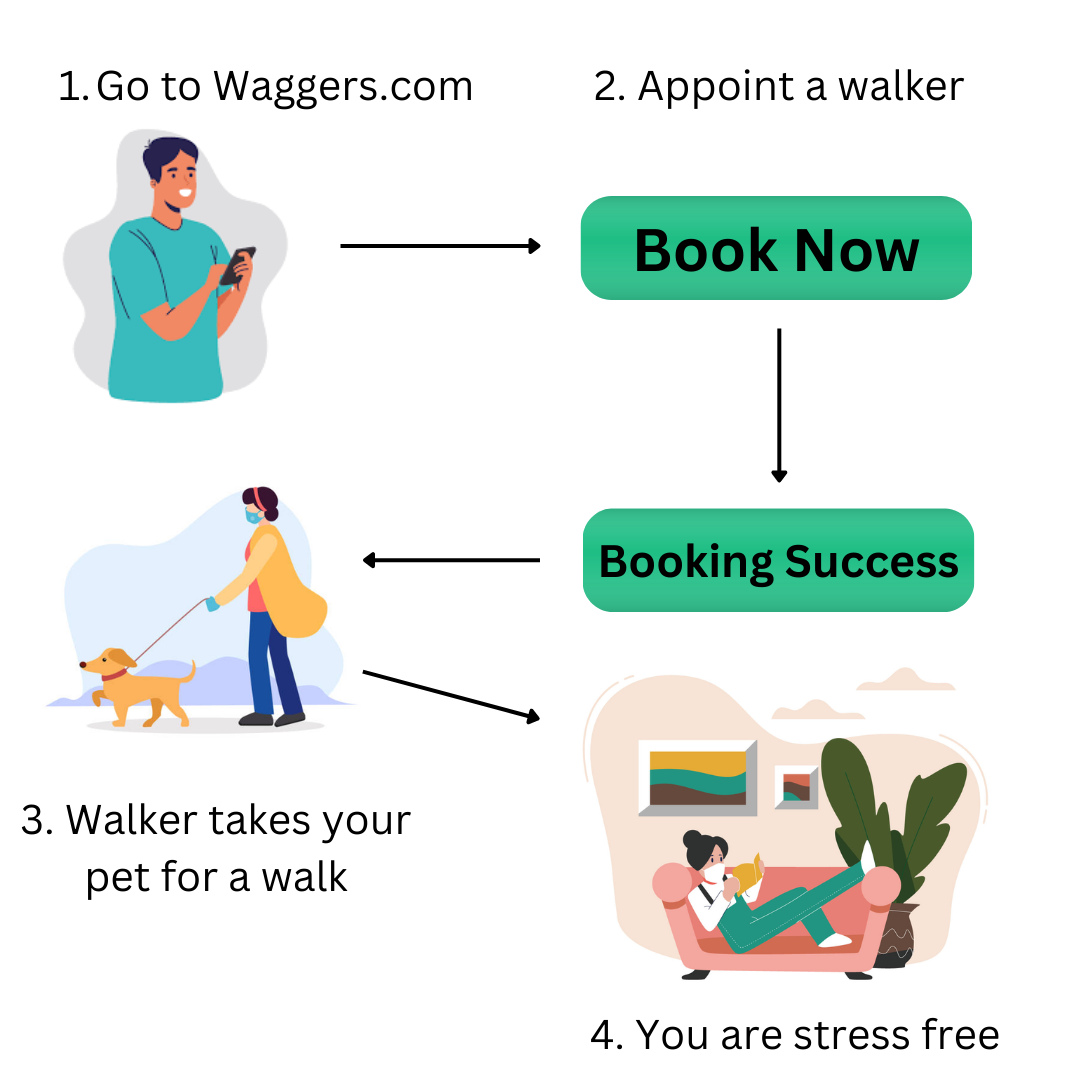 1. Go to Waggers.com
2. Appoint a walker
Book Now
Booking Success
3. Walker takes your
pet for a walk
4. You are stress free